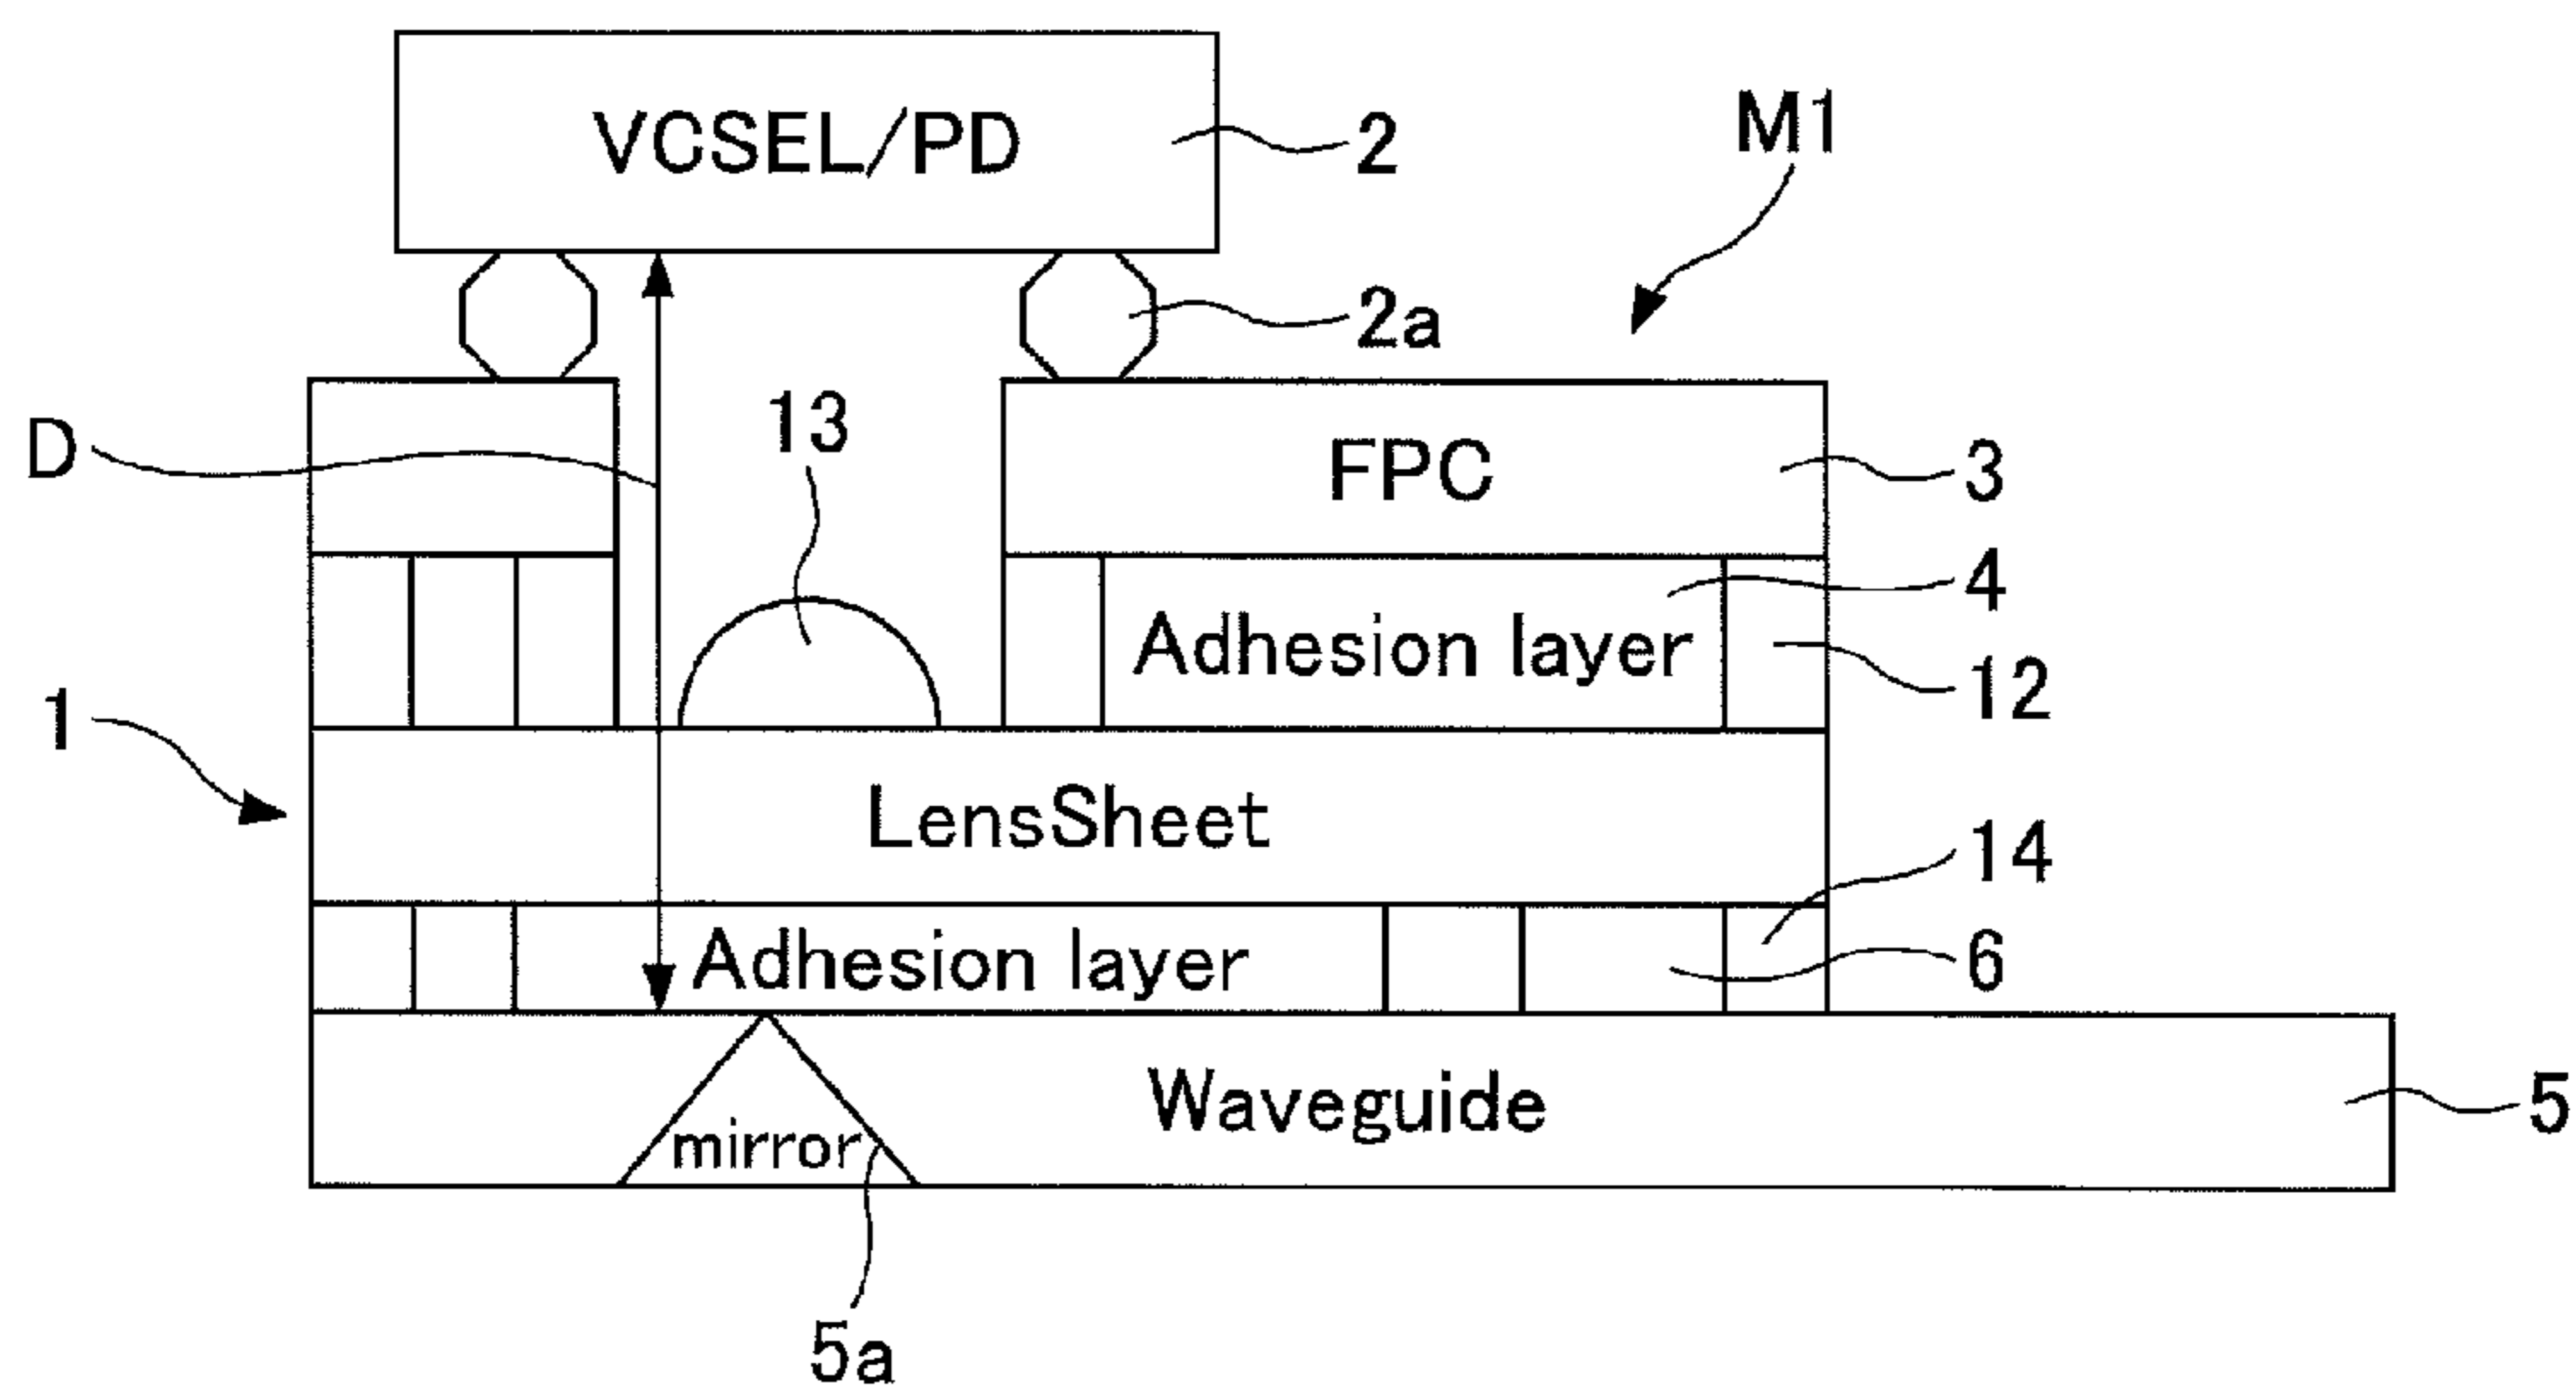 VCSEL/PD
2
M1
2a
D
13
FPC
3
4
Adhesion layer
12
1
LensSheet
14
Adhesion layer
6
Waveguide
5
mirror
5a